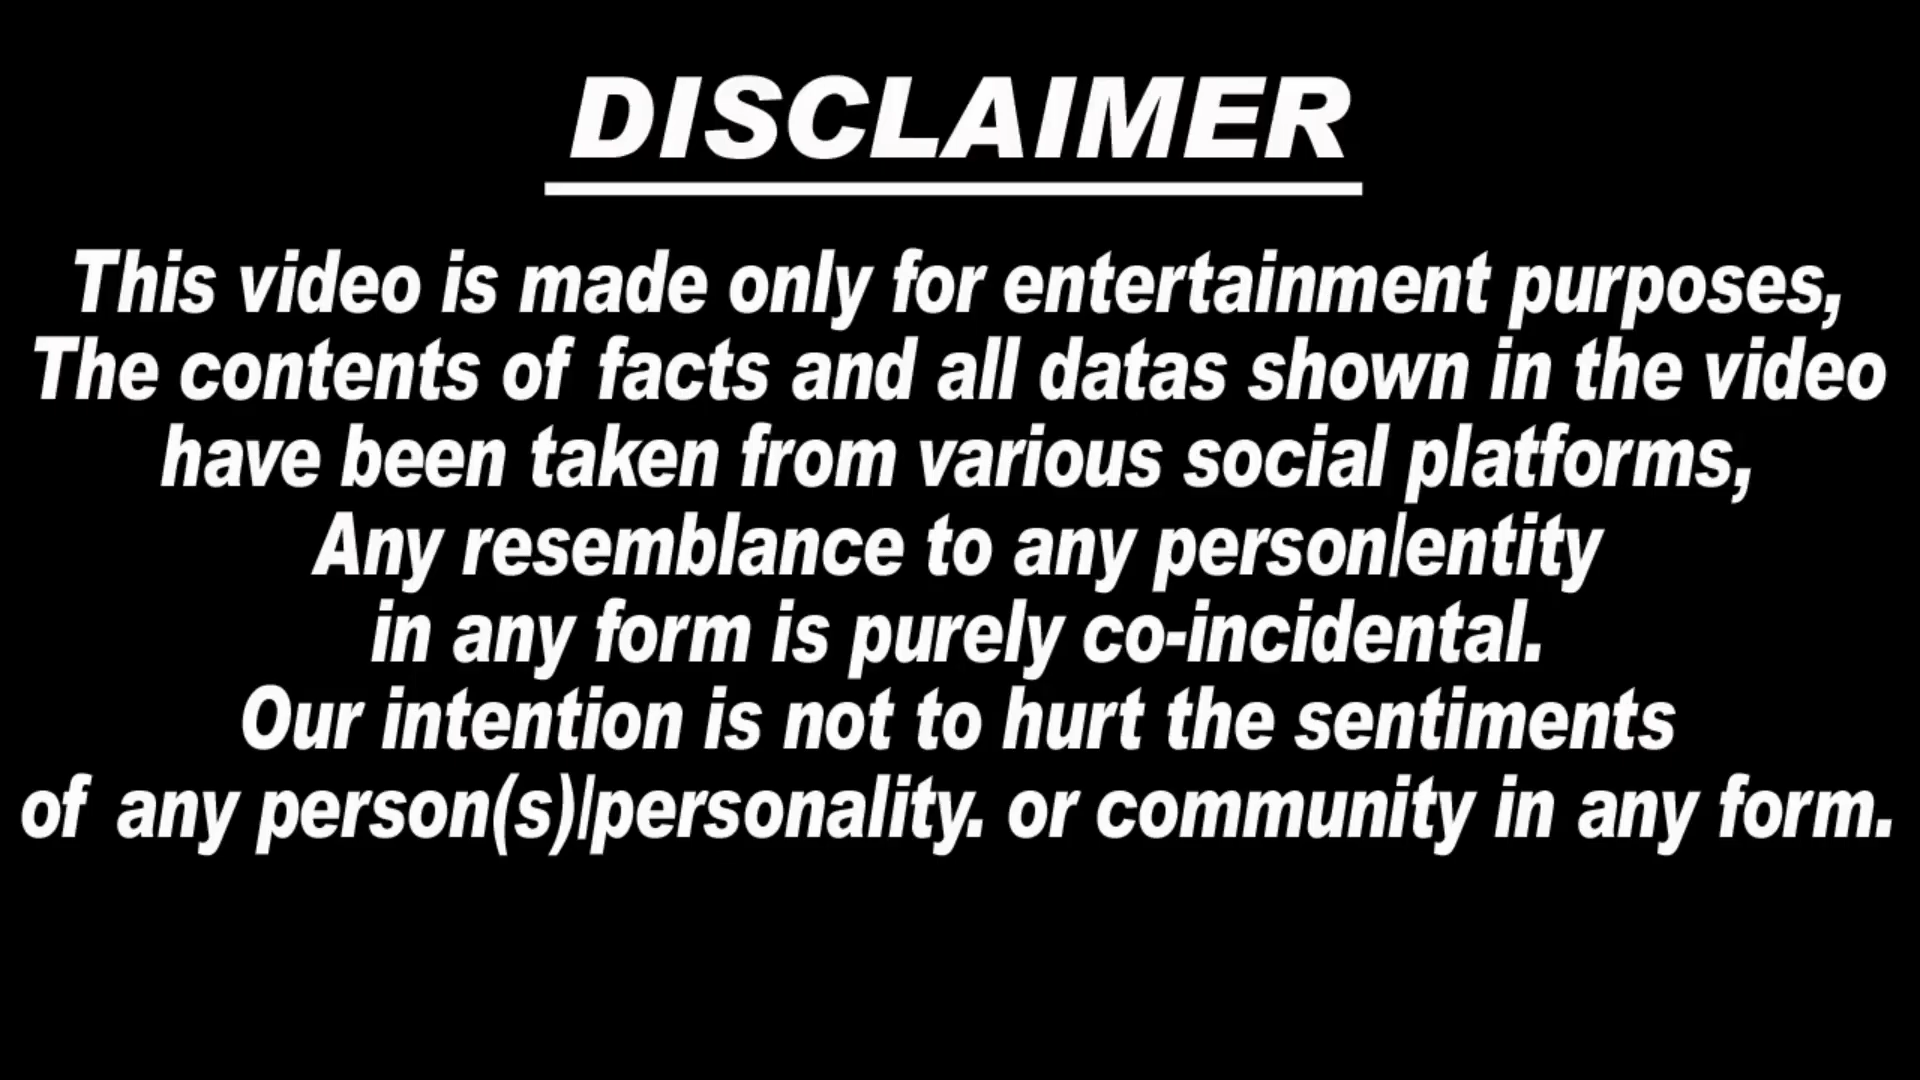 DISCLAIMER
This video is made only for entertainment purposes,
The contents of facts and all datas shown in the video
have been taken from various social platforms,
Any resemblance to any person/entity
in any form is purely co-incidental.
Our intention is not to hurt the sentiments
of any person(s)/personality. or community in any form.